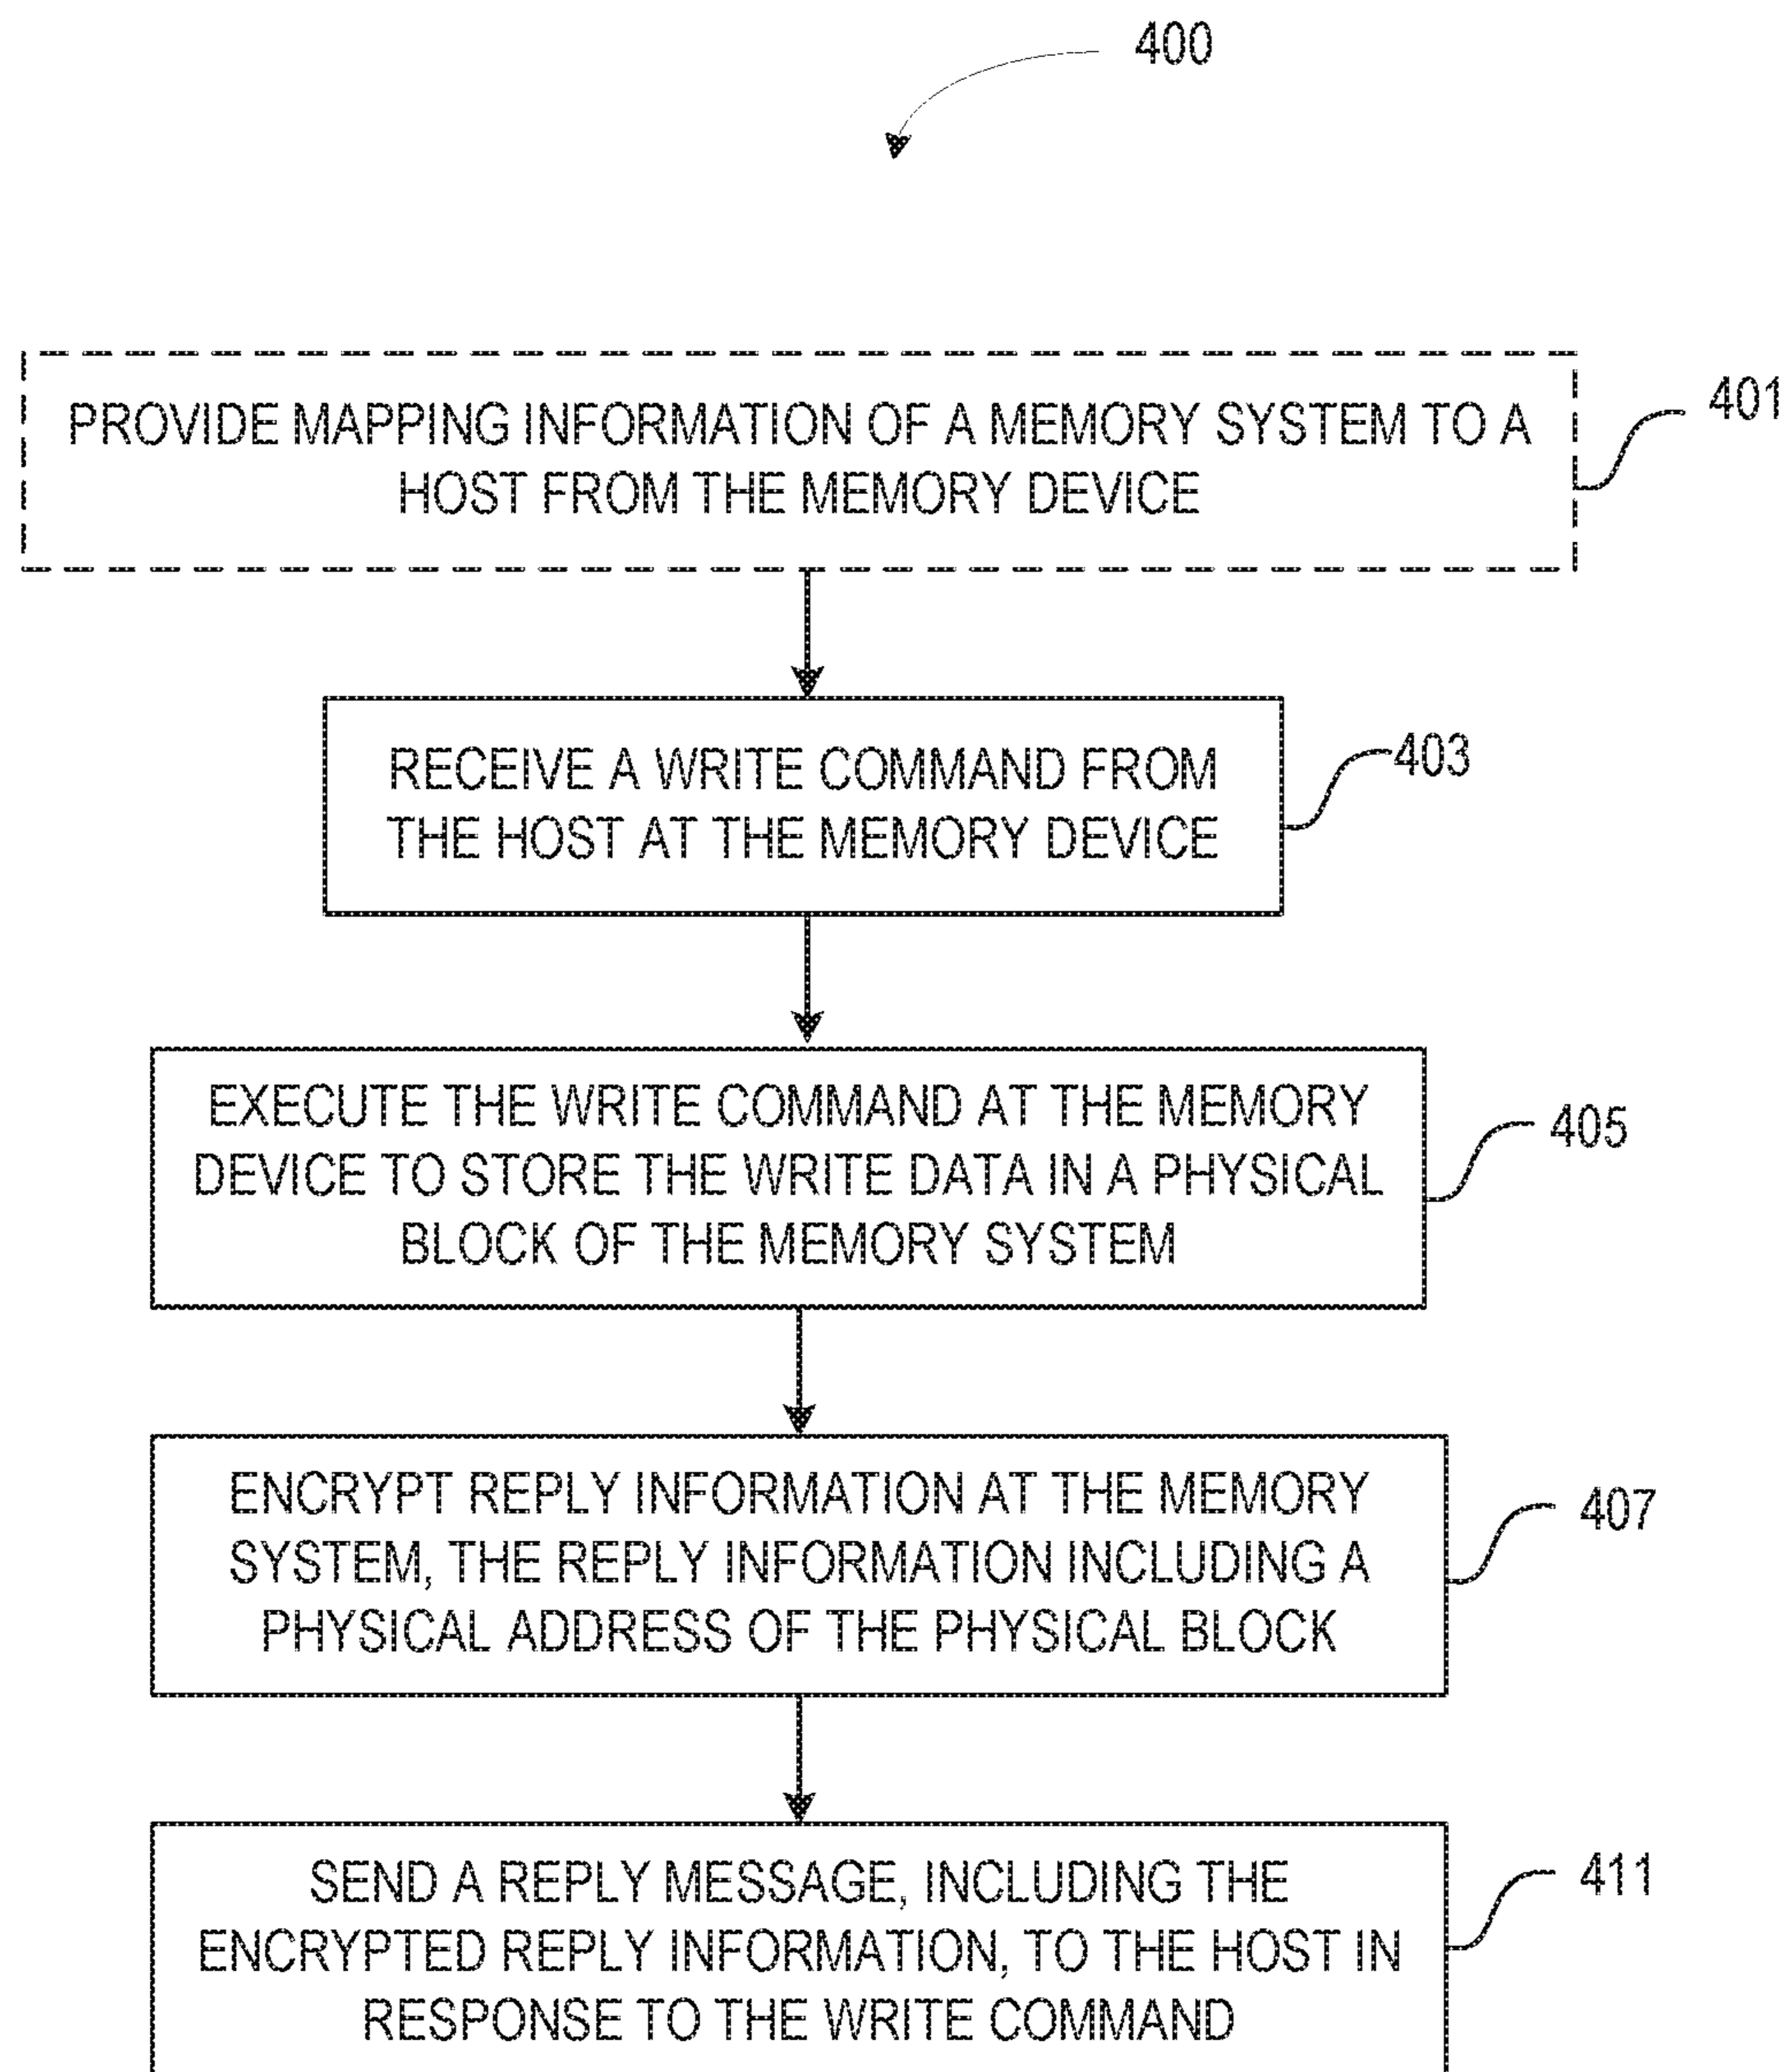 400
PROVIDE MAPPING INFORMATION OF A MEMORY SYSTEM TO A
HOST FROM THE MEMORY DEVICE
401
RECEIVE A WRITE COMMAND FROM
THE HOST AT THE MEMORY DEVICE
403
EXECUTE THE WRITE COMMAND AT THE MEMORY
DEVICE TO STORE THE WRITE DATA IN A PHYSICAL
BLOCK OF THE MEMORY SYSTEM
405
ENCRYPT REPLY INFORMATION AT THE MEMORY
SYSTEM, THE REPLY INFORMATION INCLUDING A
PHYSICAL ADDRESS OF THE PHYSICAL BLOCK
407
SEND A REPLY MESSAGE, INCLUDING THE
ENCRYPTED REPLY INFORMATION, TO THE HOST IN
RESPONSE TO THE WRITE COMMAND
411